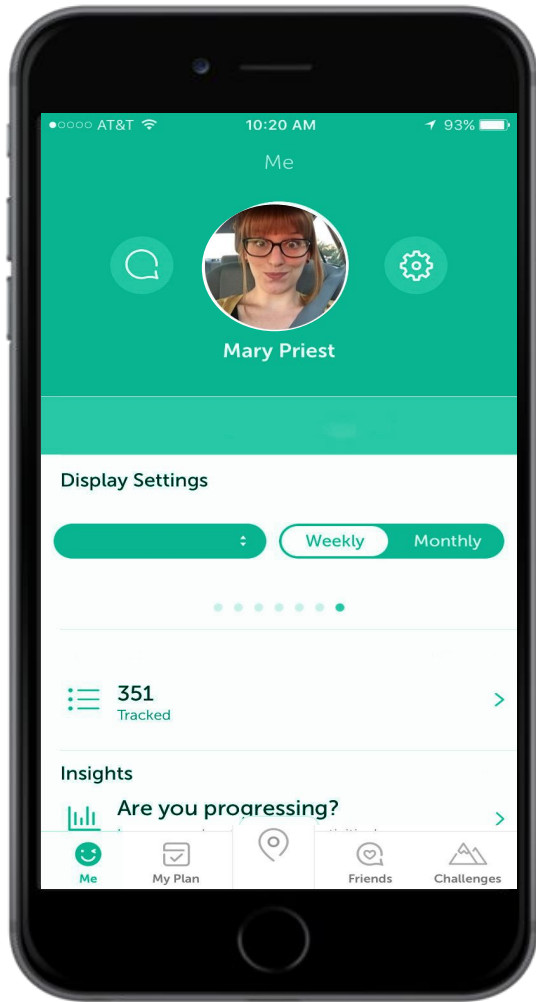 AT&T 10:20 AM 93%
Me
Mary Priest
Display Settings
Weekly Monthly
351
Tracked
Insights
Are you progressing?
Me My Plan Friends Challenges